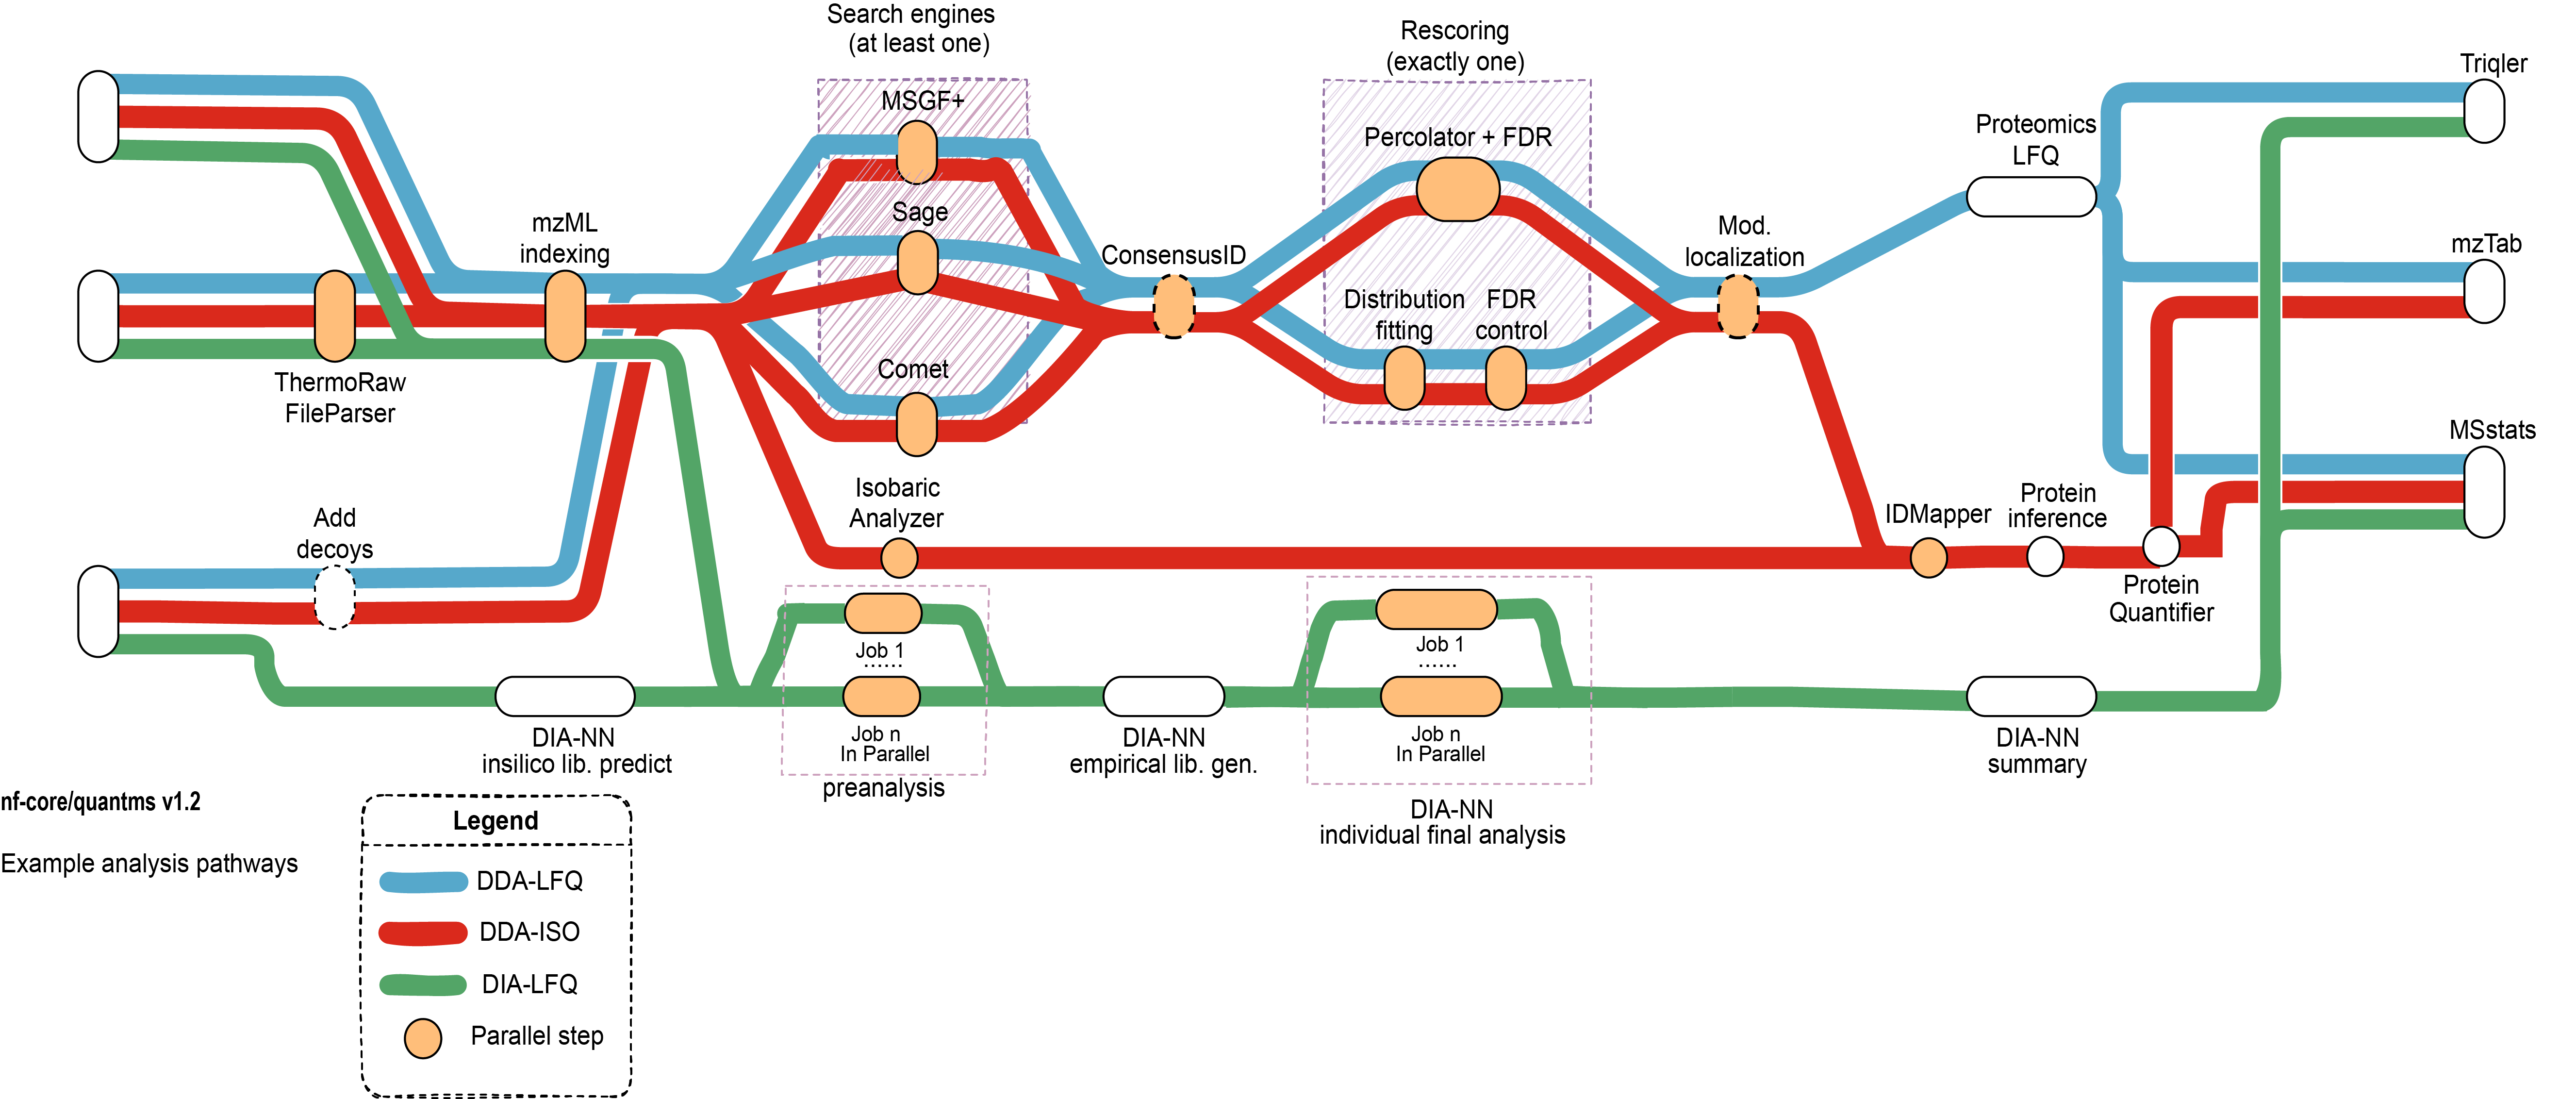 Search engines
(at least one)
Rescoring
(exactly one)
Triqler
MSGF+
Percolator + FDR
Proteomics
LFQ
Sage
mzML
indexing
ConsensusID
Mod.
localization
mzTab
Distribution
fitting
FDR
control
ThermoRaw
FileParser
Comet
MSstats
Isobaric
Analyzer
Add
decoys
IDMapper
Protein
inference
Protein
Quantifier
Job 1
......
Job n
In Parallel
preanalysis
Job 1
......
Job n
In Parallel
DIA-NN
individual final analysis
DIA-NN
insilico lib. predict
DIA-NN
empirical lib. gen.
DIA-NN
summary
nf-core/quantms v1.2
Example analysis pathways
Legend
DDA-LFQ
DDA-ISO
DIA-LFQ
Parallel step